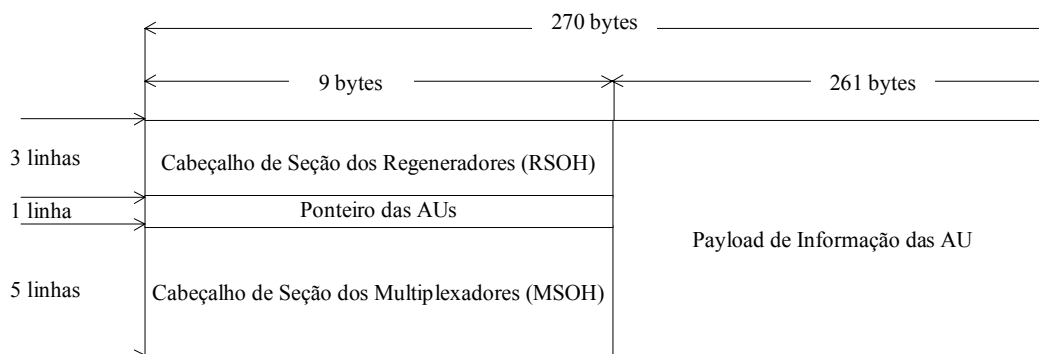 270 bytes
9 bytes
261 bytes
3 linhas
Cabeçalho de Seção dos Regeneradores (RSOH)
1 linha
Ponteiro das AUs
Payload de Informação das AU
5 linhas
Cabeçalho de Seção dos Multiplexadores (MSOH)